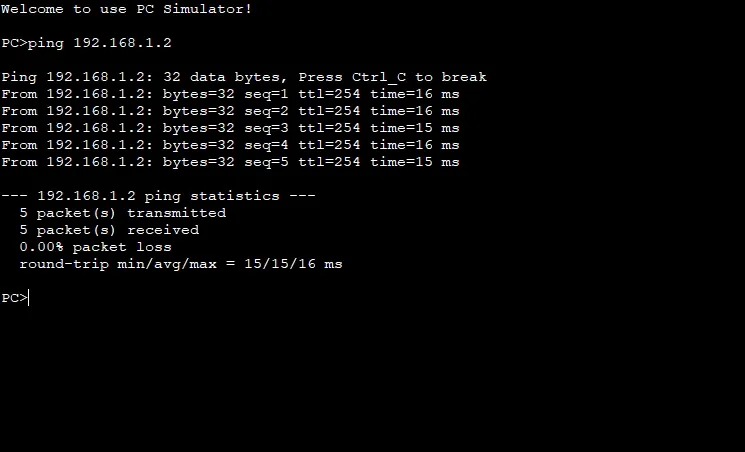 Welcome to use PC Simulator!
PC>ping 192.168.1.2
Ping 192.168.1.2: 32 data bytes, Press Ctrl_C to break
From 192.168.1.2: bytes=32 seq=1 ttl=254 time=16 ms
From 192.168.1.2: bytes=32 seq=2 ttl=254 time=16 ms
From 192.168.1.2: bytes=32 seq=3 ttl=254 time=15 ms
From 192.168.1.2: bytes=32 seq=4 ttl=254 time=16 ms
From 192.168.1.2: bytes=32 seq=5 ttl=254 time=15 ms
--- 192.168.1.2 ping statistics ---
5 packet(s) transmitted
5 packet(s) received
0.00% packet loss
round-trip min/avg/max = 15/15/16 ms
PC>